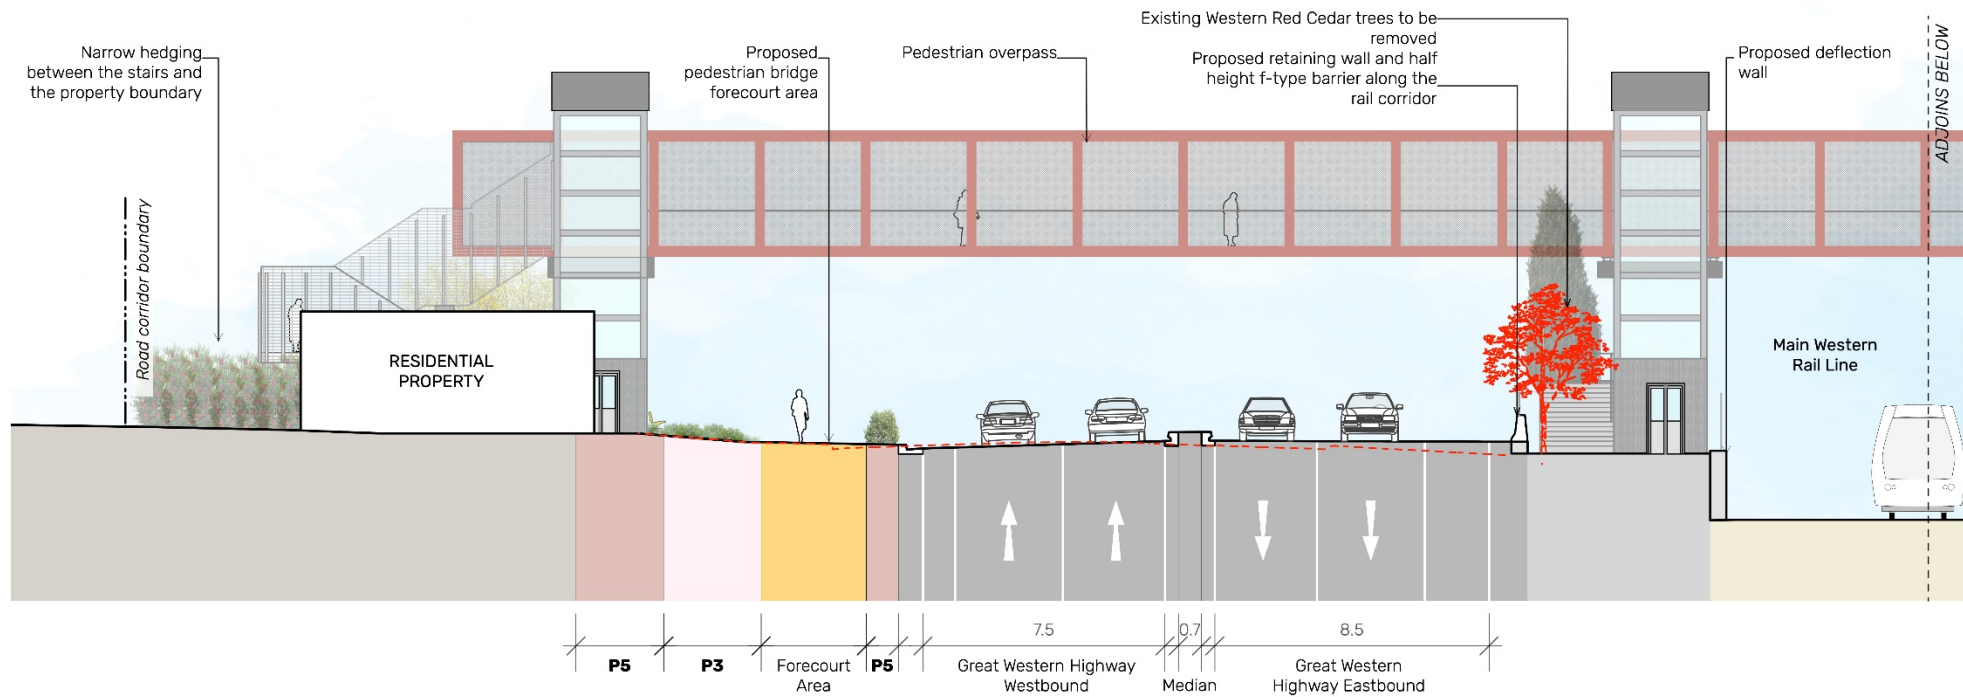 Narrow hedging
between the stairs and
the property boundary
Proposed
pedestrian bridge
forecourt area
Pedestrian overpass
Existing Western Red Cedar trees to be
removed
Proposed retaining wall and half
height f-type barrier along the
rail corridor
Proposed deflection
wall
ADJOINS BELOW
Road corridor boundary
RESIDENTIAL
PROPERTY
Main Western
Rail Line
7.5
0.7
8.5
P5
P3
Forecourt
Area
P5
Great Western Highway
Westbound
Median
Great Western
Highway Eastbound